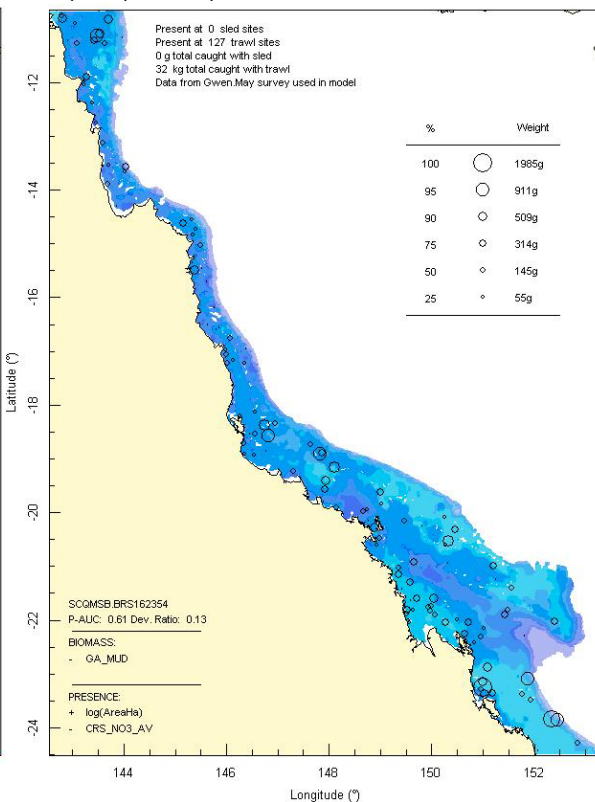 Present at 0 sled sites
Present at 127 trawl sites
0 g total caught with sled
32 kg total caught with trawl
Data from Gwen.May survey used in model
% Weight
100 1985g
95 911g
90 509g
75 314g
50 145g
25 55g
-12
-14
-16
-18
-20
-22
-24
Latitude (°)
SCQMSB.BRS162354
P-AUC: 0.61 Dev. Ratio: 0.13
BIOMASS:
- GA_MUD
PRESENCE:
+ log(AreaHa)
- CRS_NO3_AV
144 146 148 150 152
Longitude (°)